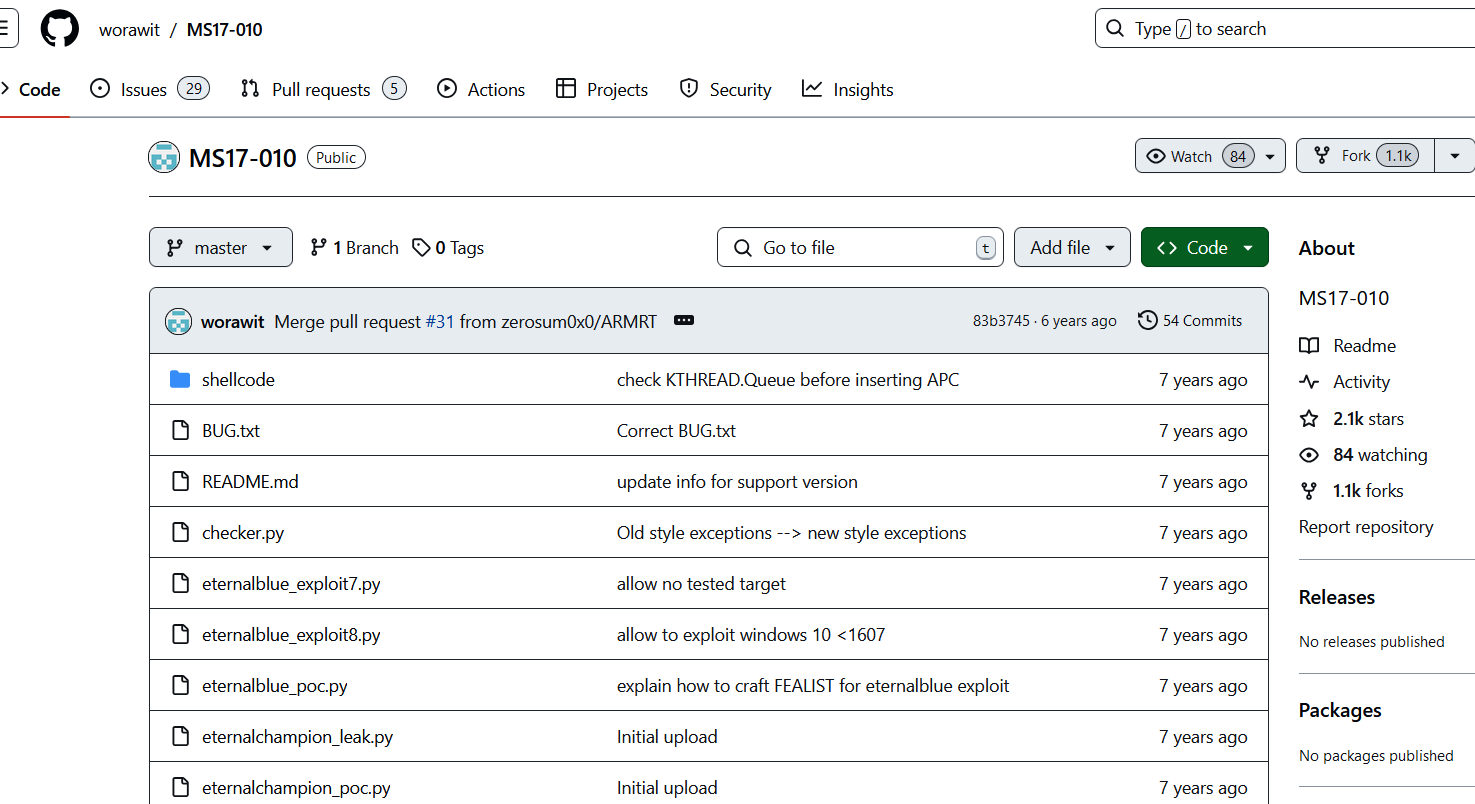 worawit / MS17-010
Type / to search
Code
Issues 29
Pull requests 5
Actions
Projects
Security
Insights
MS17-010 Public
Watch 84
Fork 1.1k
master
1 Branch
0 Tags
Go to file t
Add file
Code
worawit Merge pull request #31 from zerosum0x0/ARMRT
83b3745 · 6 years ago
54 Commits
shellcode check KTHREAD.Queue before inserting APC 7 years ago
BUG.txt Correct BUG.txt 7 years ago
README.md update info for support version 7 years ago
checker.py Old style exceptions --> new style exceptions 7 years ago
eternalblue_exploit7.py allow no tested target 7 years ago
eternalblue_exploit8.py allow to exploit windows 10 <1607 7 years ago
eternalblue_poc.py explain how to craft FEALIST for eternalblue exploit 7 years ago
eternalchampion_leak.py Initial upload 7 years ago
eternalchampion_poc.py Initial upload 7 years ago
About
MS17-010
Readme
Activity
2.1k stars
84 watching
1.1k forks
Report repository
Releases
No releases published
Packages
No packages published